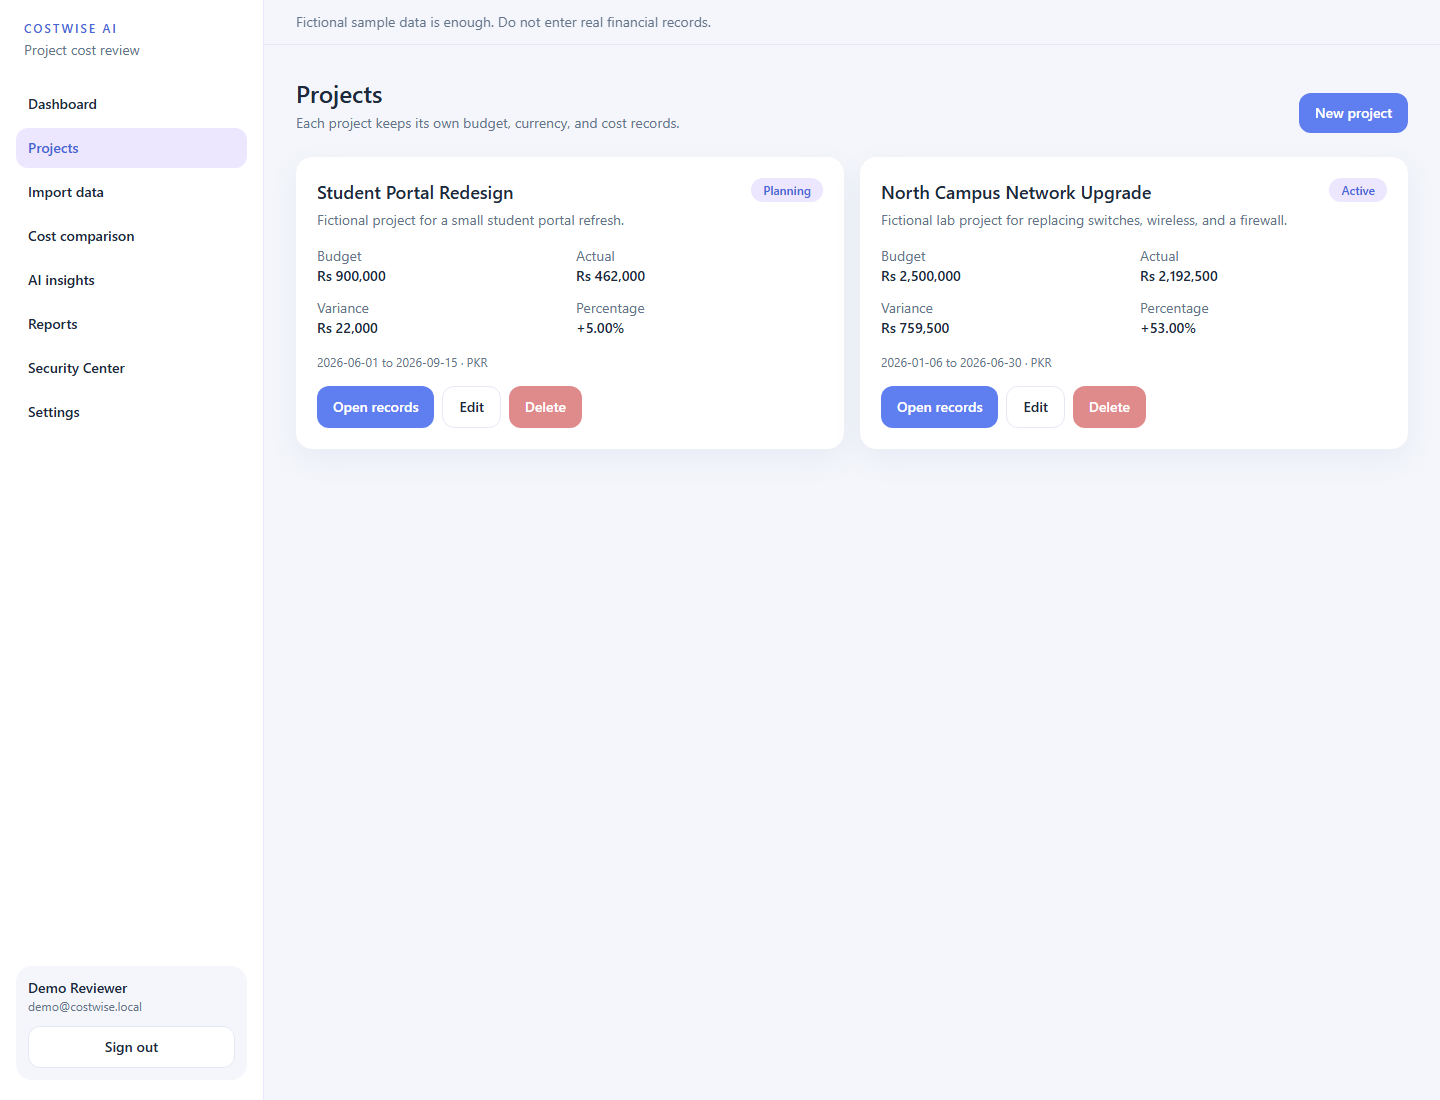 COSTWISE AI
Project cost review
Dashboard
Projects
Import data
Cost comparison
AI insights
Reports
Security Center
Settings
Demo Reviewer
demo@costwise.local
Sign out
Fictional sample data is enough. Do not enter real financial records.
Projects
Each project keeps its own budget, currency, and cost records.
New project
Student Portal Redesign
Planning
Fictional project for a small student portal refresh.
Budget
Rs 900,000
Actual
Rs 462,000
Variance
Rs 22,000
Percentage
+5.00%
2026-06-01 to 2026-09-15 · PKR
Open records
Edit
Delete
North Campus Network Upgrade
Active
Fictional lab project for replacing switches, wireless, and a firewall.
Budget
Rs 2,500,000
Actual
Rs 2,192,500
Variance
Rs 759,500
Percentage
+53.00%
2026-01-06 to 2026-06-30 · PKR
Open records
Edit
Delete